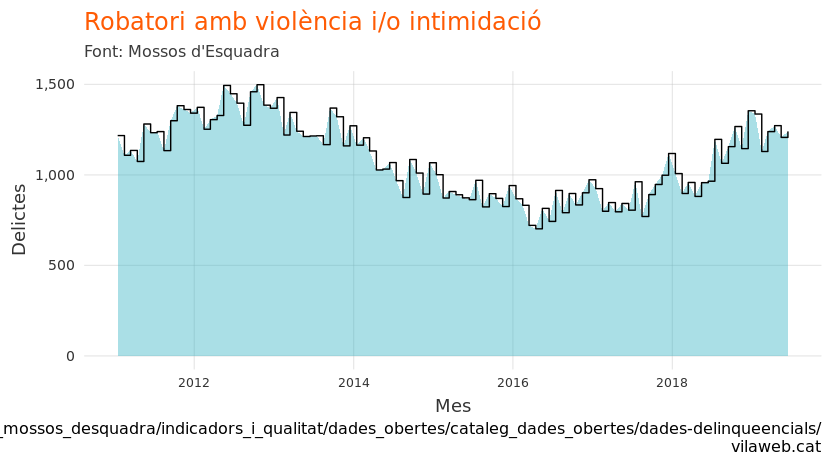 Robatori amb violència i/o intimidació
Font: Mossos d'Esquadra
1,500
1,000
500
0
Delictes
2012 2014 2016 2018
Mes
_mossos_desquadra/indicadors_i_qualitat/dades_obertes/cataleg_dades_obertes/dades-delinqueencials/
vilaweb.cat